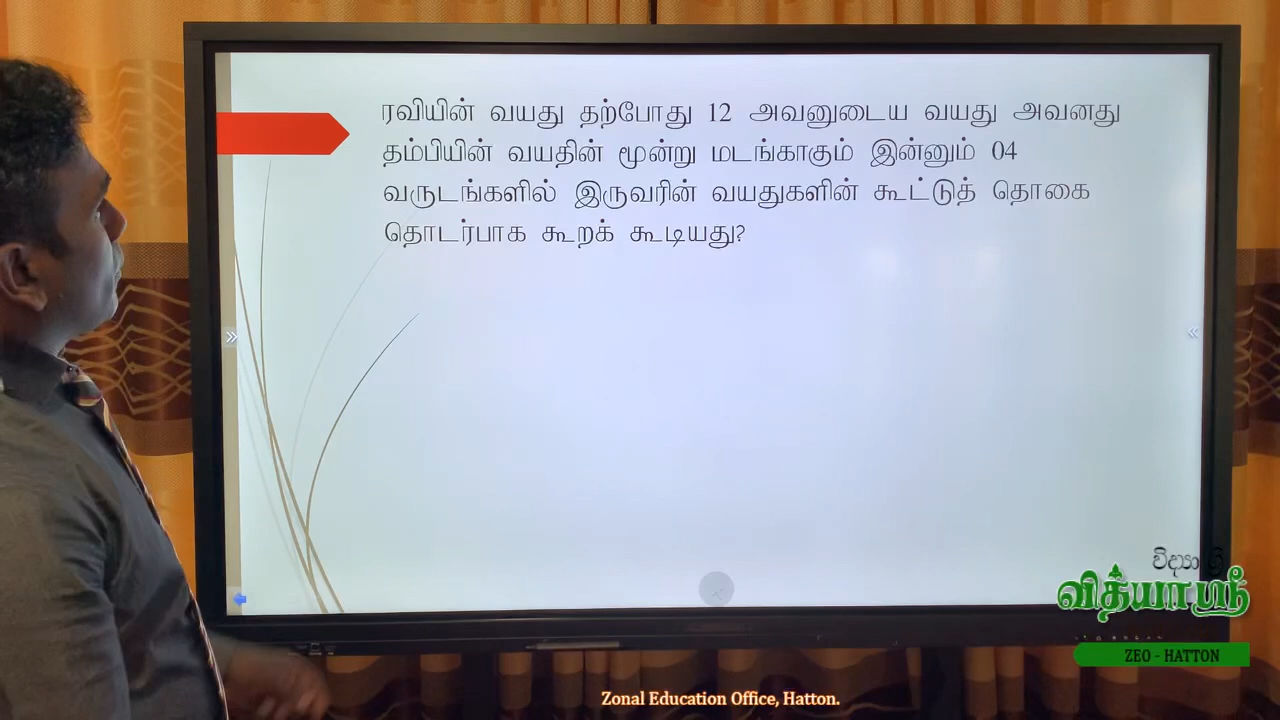 ரவியின் வயது தற்போது 12 அவனுடைய வயது அவனது
தம்பியின் வயதின் மூன்று மடங்காகும் இன்னும் 04
வருடங்களில் இருவரின் வயதுகளின் கூட்டுத் தொகை
தொடர்பாக கூறக் கூடியது?
විද්‍යා ශ්‍රී
வித்யா ஸ்ரீ
ZEO - HATTON
Zonal Education Office, Hatton.